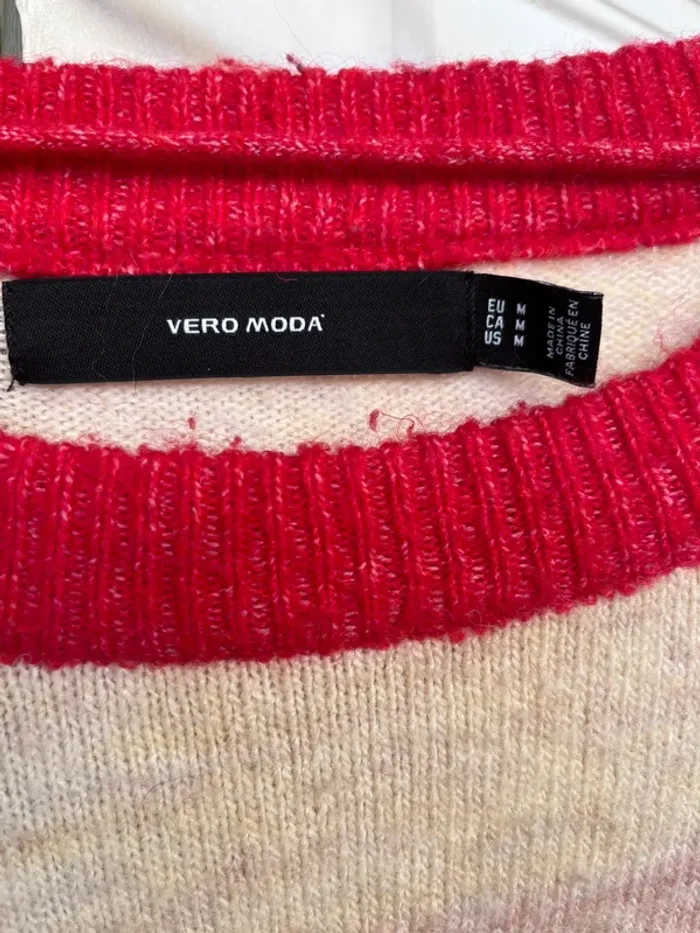 VERO MODA
EU M
CA M
US M
MADE IN
CHINA
FABRIQUÉ EN
CHINE